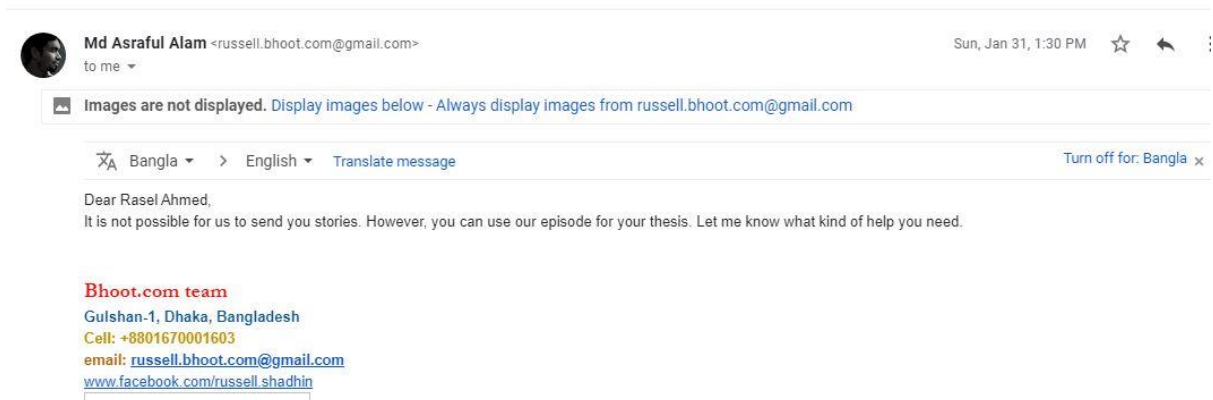 Md Asraful Alam <russell.bhoot.com@gmail.com> Sun, Jan 31, 1:30 PM
to me
Images are not displayed. Display images below - Always display images from russell.bhoot.com@gmail.com
Bangla > English Translate message Turn off for: Bangla x
Dear Rasel Ahmed,
It is not possible for us to send you stories. However, you can use our episode for your thesis. Let me know what kind of help you need.
Bhoot.com team
Gulshan-1, Dhaka, Bangladesh
Cell: +8801670001603
email: russell.bhoot.com@gmail.com
www.facebook.com/russell.shadhin